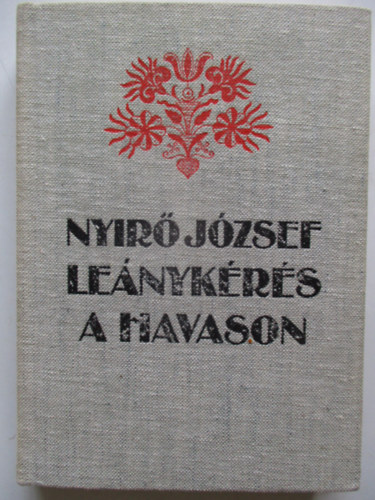 NYIRŐ JÓZSEF
LEÁNYKÉRÉS
A HAVASON